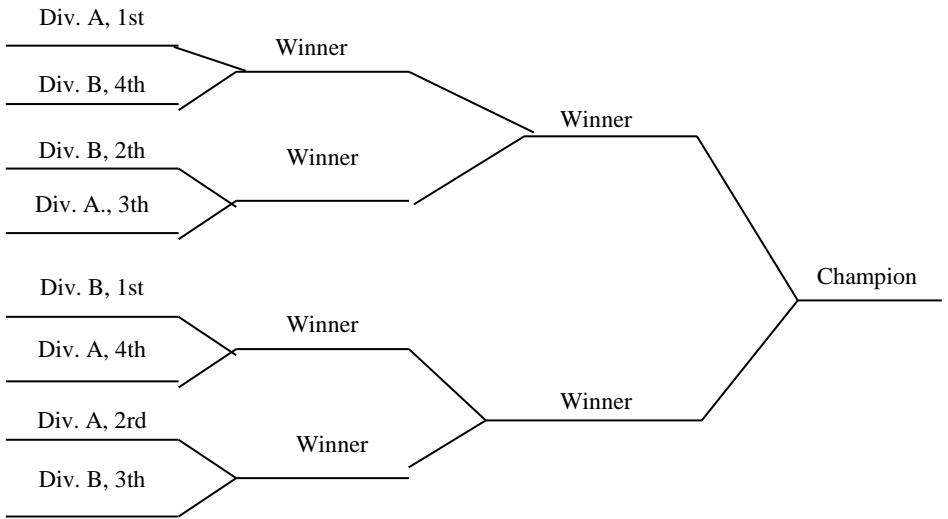 Div. A, 1st
Winner
Div. B, 4th
Winner
Div. B, 2th
Winner
Div. A., 3th
Champion
Div. B, 1st
Winner
Div. A, 4th
Winner
Div. A, 2rd
Winner
Div. B, 3th